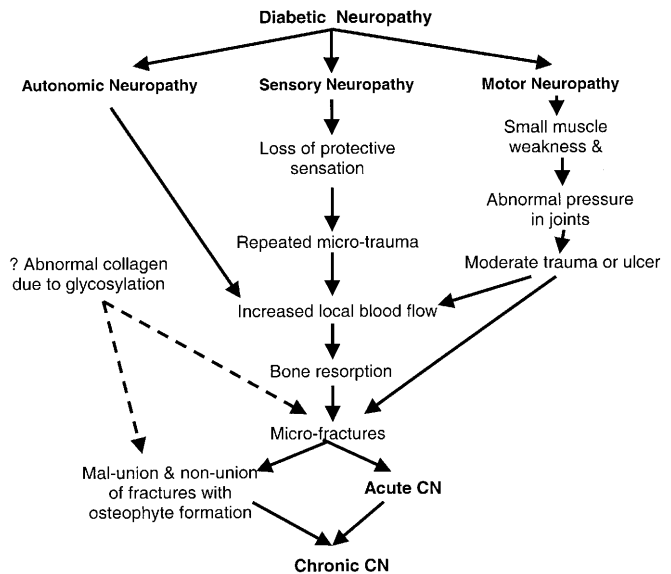 Diabetic Neuropathy
Autonomic Neuropathy
Sensory Neuropathy
Motor Neuropathy
Small muscle
weakness &
Loss of protective
sensation
Abnormal pressure
in joints
Repeated micro-trauma
Moderate trauma or ulcer
? Abnormal collagen
due to glycosylation
Increased local blood flow
Bone resorption
Micro-fractures
Mal-union & non-union
of fractures with
osteophyte formation
Acute CN
Chronic CN